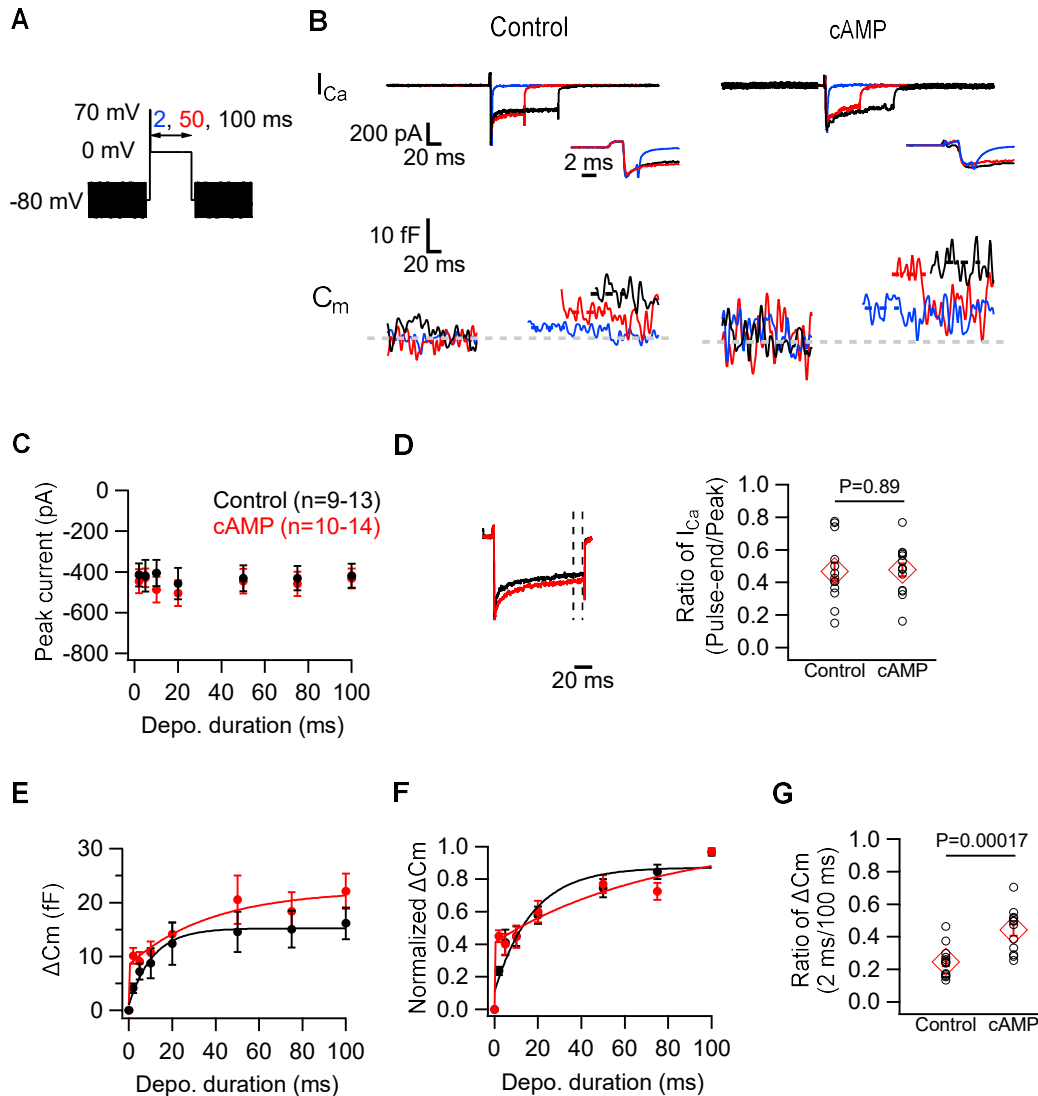 A
70 mV
2, 50, 100 ms
0 mV
-80 mV
B
Control
cAMP
I_Ca
200 pA
20 ms
2 ms
10 fF
20 ms
C_m
C
Control (n=9-13)
cAMP (n=10-14)
Peak current (pA)
0
-200
-400
-600
-800
0 20 40 60 80 100
Depo. duration (ms)
D
20 ms
P=0.89
Ratio of I_Ca
(Pulse-end/Peak)
1.0
0.8
0.6
0.4
0.2
0.0
Control cAMP
E
ΔCm (fF)
30
20
10
0
0 20 40 60 80 100
Depo. duration (ms)
F
Normalized ΔCm
1.0
0.8
0.6
0.4
0.2
0.0
0 20 40 60 80 100
Depo. duration (ms)
G
P=0.00017
Ratio of ΔCm
(2 ms/100 ms)
1.0
0.8
0.6
0.4
0.2
0.0
Control cAMP